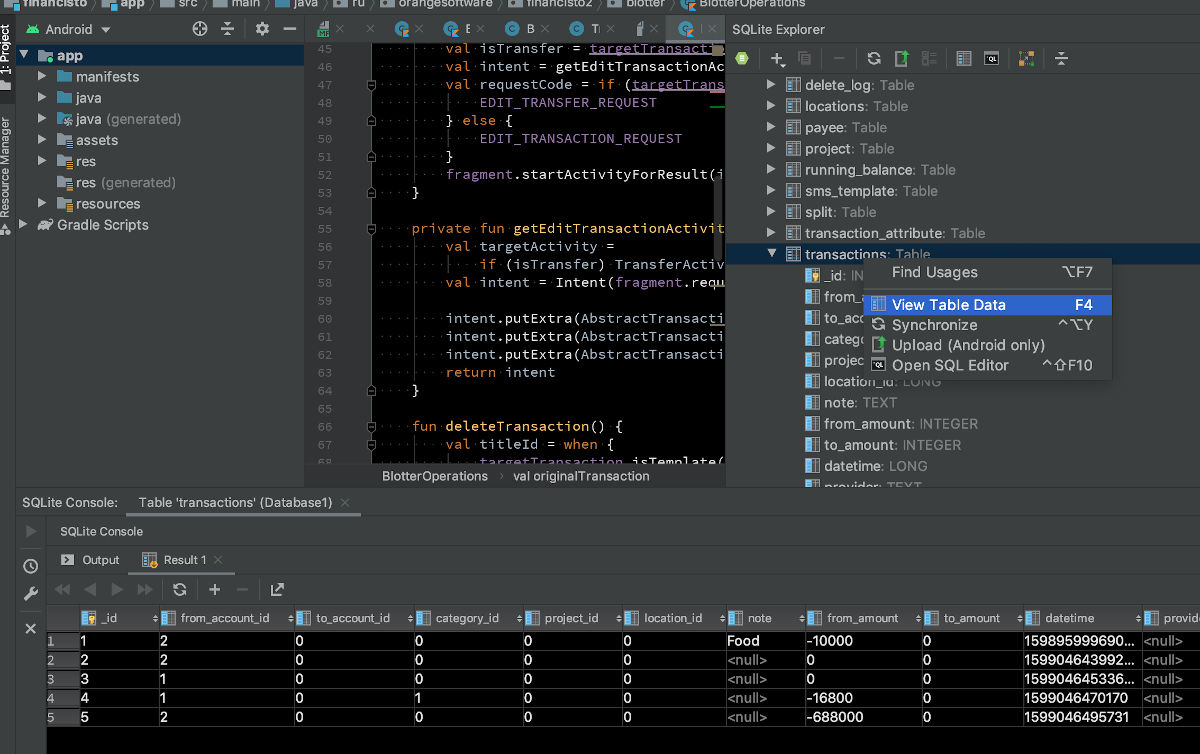 financisto app src main java ru orangesoftware financisto2 blotter BlotterOperations
Android
1: Project
Resource Manager
app
manifests
java
java (generated)
assets
res
res (generated)
resources
Gradle Scripts
45 val isTransfer = targetTransacti
46 val intent = getEditTransactionAc
47 val requestCode = if (targetTrans
48 EDIT_TRANSFER_REQUEST
49 } else {
50 EDIT_TRANSACTION_REQUEST
51 }
52 fragment.startActivityForResult(i
53 }
54
55 private fun getEditTransactionActivit
56 val targetActivity =
57 if (isTransfer) TransferActiv
58 val intent = Intent(fragment.requ
59
60 intent.putExtra(AbstractTransacti
61 intent.putExtra(AbstractTransacti
62 intent.putExtra(AbstractTransacti
63 return intent
64 }
65
66 fun deleteTransaction() {
67 val titleId = when {
68 targetTransaction.isTemplate(
BlotterOperations › val originalTransaction
SQLite Explorer
delete_log: Table
locations: Table
payee: Table
project: Table
running_balance: Table
sms_template: Table
split: Table
transaction_attribute: Table
transactions: Table
_id: IN
from_a
to_acc
catego
projec
location_id: LONG
note: TEXT
from_amount: INTEGER
to_amount: INTEGER
datetime: LONG
provider: TEXT
Find Usages ⌥F7
View Table Data F4
Synchronize ^⌥Y
Upload (Android only)
Open SQL Editor ^⇧F10
SQLite Console: Table 'transactions' (Database1)
SQLite Console
Output Result 1
_id from_account_id to_account_id category_id project_id location_id note from_amount to_amount datetime provide
1 1 2 0 0 0 0 Food -10000 0 159895999690... <null>
2 2 2 0 0 0 0 <null> 0 0 159904643992... <null>
3 3 1 0 0 0 0 <null> 0 0 159904645336... <null>
4 4 1 0 1 0 0 <null> -16800 0 1599046470170 <null>
5 5 2 0 0 0 0 <null> -688000 0 1599046495731 <null>